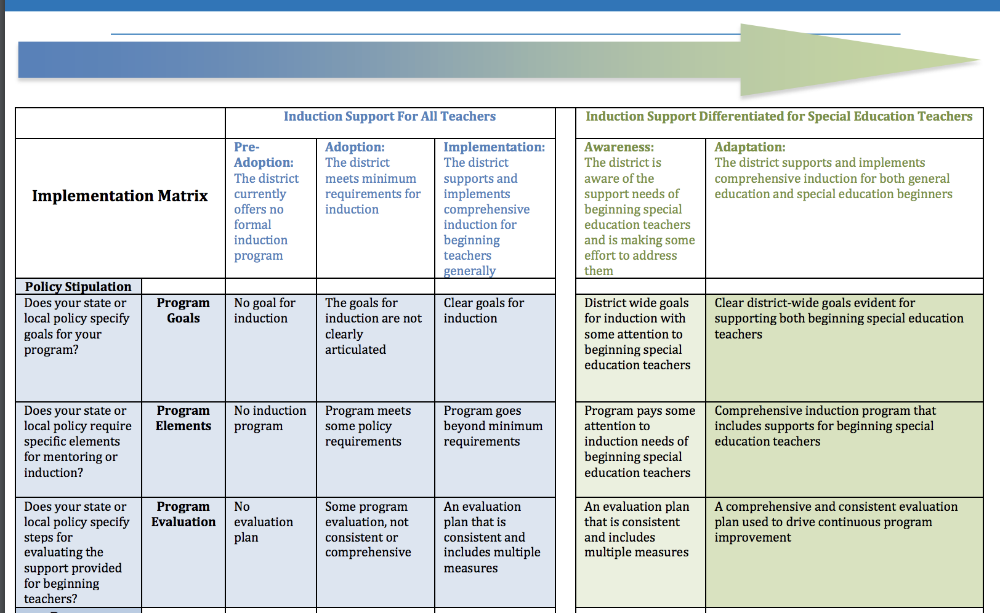 Induction Support For All Teachers
Induction Support Differentiated for Special Education Teachers
Implementation Matrix
Pre-
Adoption:
The district
currently
offers no
formal
induction
program
Adoption:
The district
meets minimum
requirements for
induction
Implementation:
The district
supports and
implements
comprehensive
induction for
beginning
teachers
generally
Awareness:
The district is
aware of the
support needs of
beginning special
education teachers
and is making some
effort to address
them
Adaptation:
The district supports and implements
comprehensive induction for both general
education and special education beginners
Policy Stipulation
Does your state or
local policy specify
goals for your
program?
Program
Goals
No goal for
induction
The goals for
induction are not
clearly
articulated
Clear goals for
induction
District wide goals
for induction with
some attention to
beginning special
education teachers
Clear district-wide goals evident for
supporting both beginning special education
teachers
Does your state or
local policy require
specific elements
for mentoring or
induction?
Program
Elements
No induction
program
Program meets
some policy
requirements
Program goes
beyond minimum
requirements
Program pays some
attention to
induction needs of
beginning special
education teachers
Comprehensive induction program that
includes supports for beginning special
education teachers
Does your state or
local policy specify
steps for
evaluating the
support provided
for beginning
teachers?
Program
Evaluation
No
evaluation
plan
Some program
evaluation, not
consistent or
comprehensive
An evaluation
plan that is
consistent and
includes multiple
measures
An evaluation plan
that is consistent
and includes
multiple measures
A comprehensive and consistent evaluation
plan used to drive continuous program
improvement